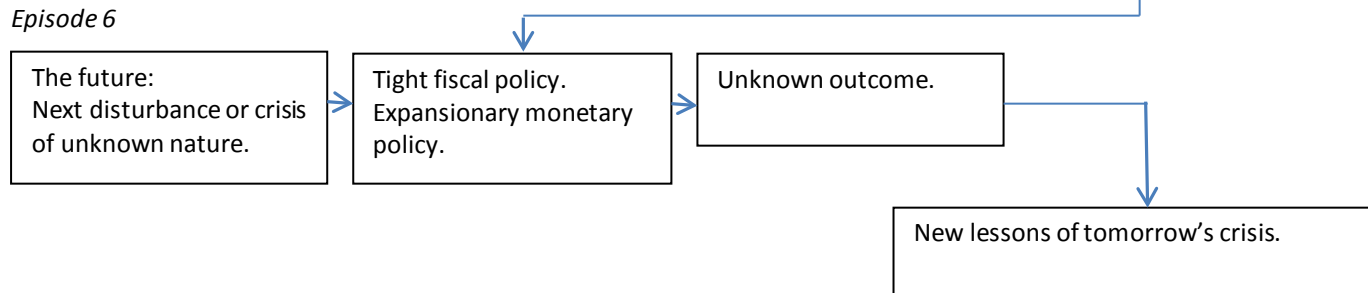 Episode 6
The future:
Next disturbance or crisis
of unknown nature.
Tight fiscal policy.
Expansionary monetary
policy.
Unknown outcome.
New lessons of tomorrow’s crisis.